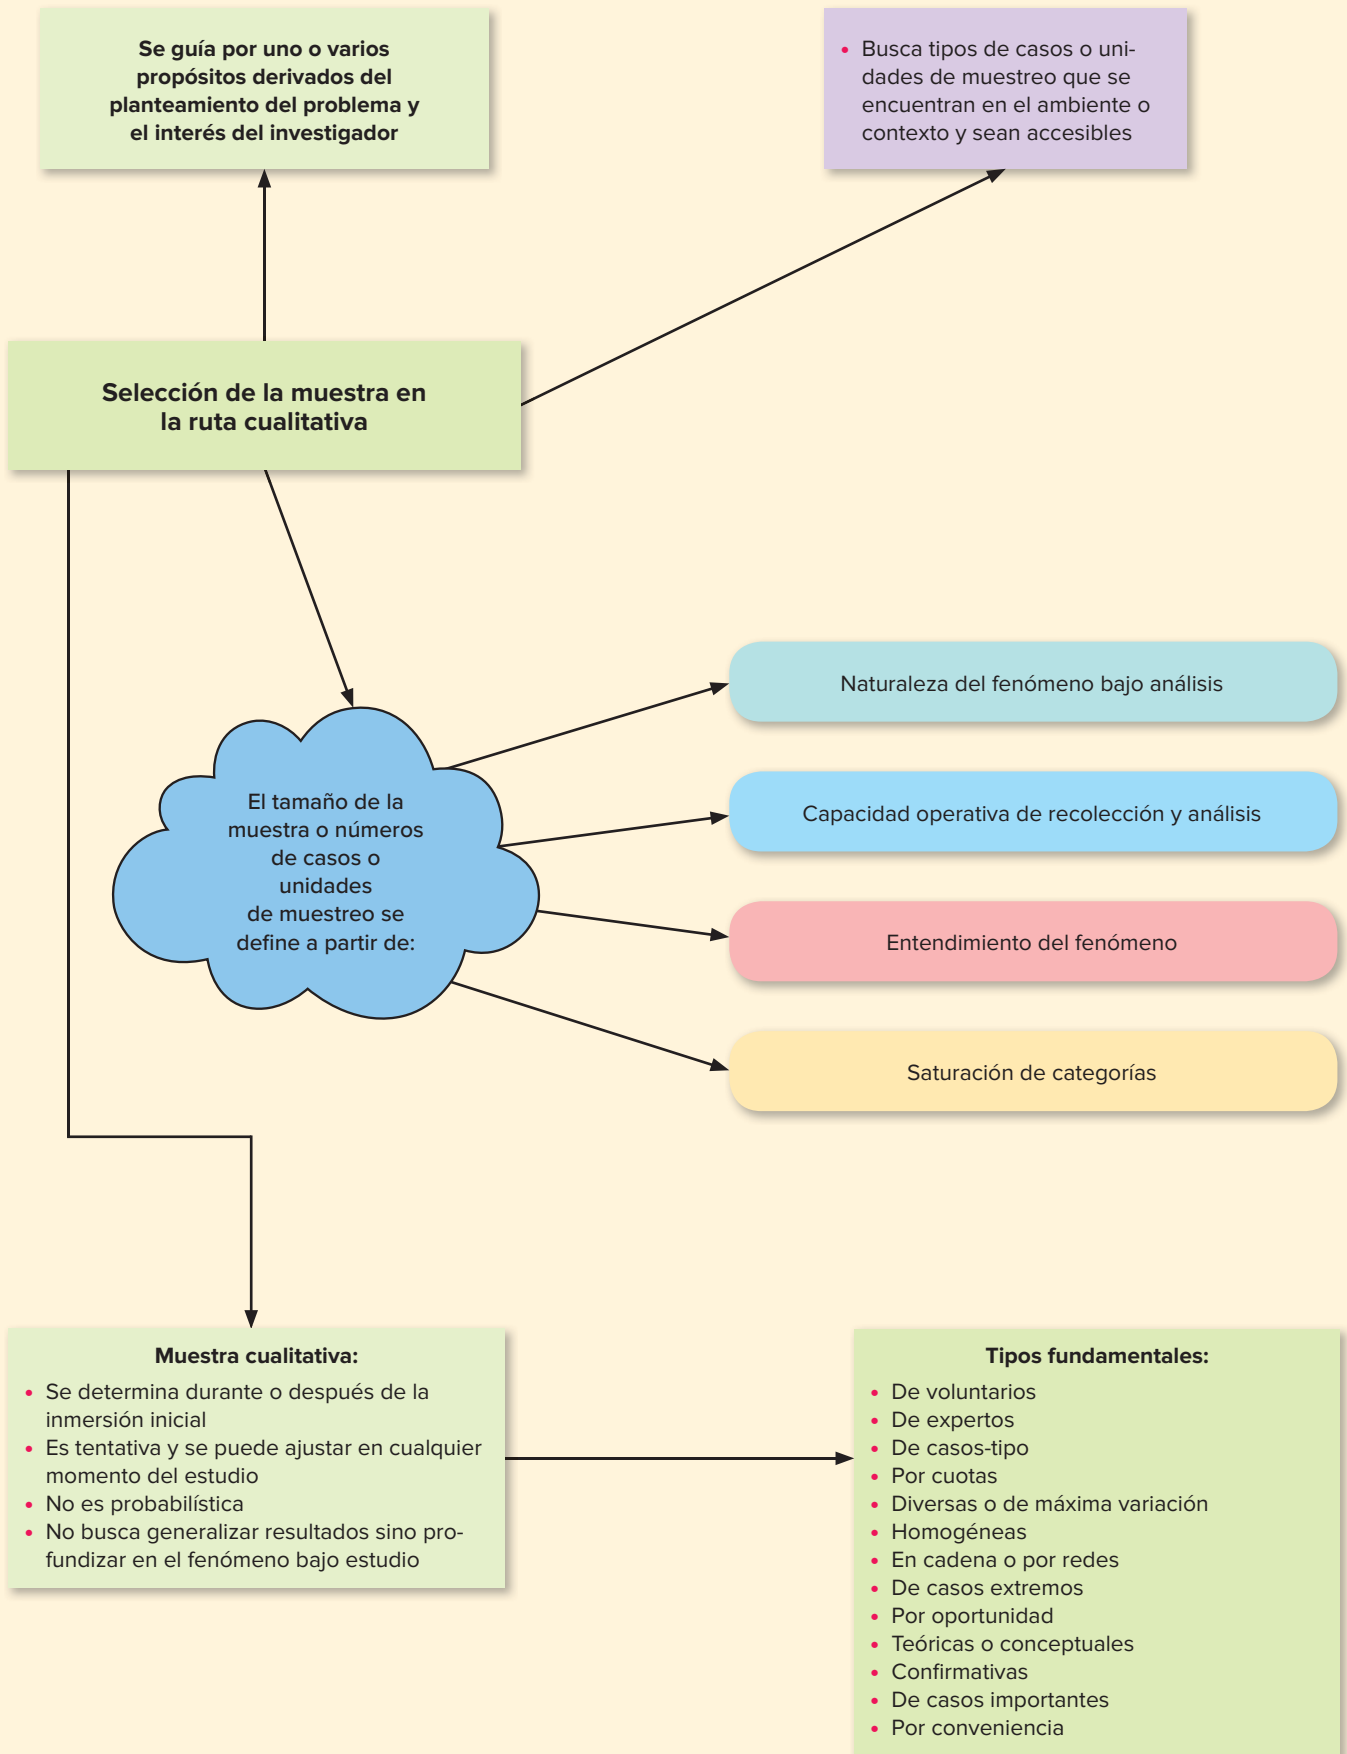 Se guía por uno o varios
propósitos derivados del
planteamiento del problema y
el interés del investigador
• Busca tipos de casos o uni-
dades de muestreo que se
encuentran en el ambiente o
contexto y sean accesibles
Selección de la muestra en
la ruta cualitativa
El tamaño de la
muestra o números
de casos o
unidades
de muestreo se
define a partir de:
Naturaleza del fenómeno bajo análisis
Capacidad operativa de recolección y análisis
Entendimiento del fenómeno
Saturación de categorías
Muestra cualitativa:
• Se determina durante o después de la
inmersión inicial
• Es tentativa y se puede ajustar en cualquier
momento del estudio
• No es probabilística
• No busca generalizar resultados sino pro-
fundizar en el fenómeno bajo estudio
Tipos fundamentales:
• De voluntarios
• De expertos
• De casos-tipo
• Por cuotas
• Diversas o de máxima variación
• Homogéneas
• En cadena o por redes
• De casos extremos
• Por oportunidad
• Teóricas o conceptuales
• Confirmativas
• De casos importantes
• Por conveniencia